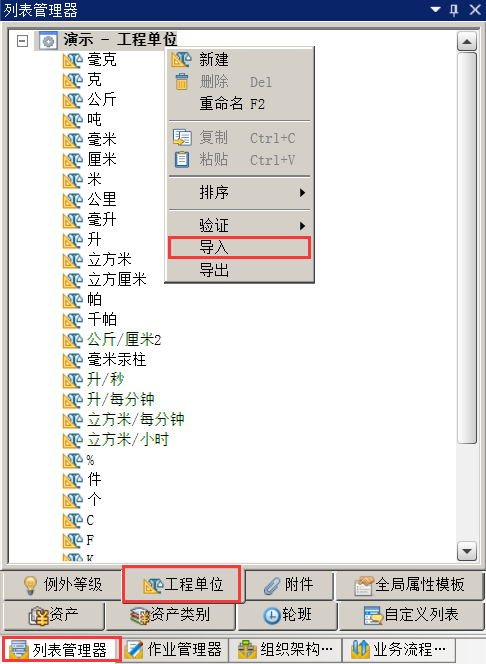 列表管理器
演示 - 工程单位
毫克
克
公斤
吨
毫米
厘米
米
公里
毫升
升
立方米
立方厘米
帕
千帕
公斤/厘米2
毫米汞柱
升/秒
升/每分钟
立方米/每分钟
立方米/小时
%
件
个
C
F
K
新建
删除 Del
重命名 F2
复制 Ctrl+C
粘贴 Ctrl+V
排序
验证
导入
导出
例外等级 工程单位 附件 全局属性模板
资产 资产类别 轮班 自定义列表
列表管理器 作业管理器 组织架构… 业务流程…